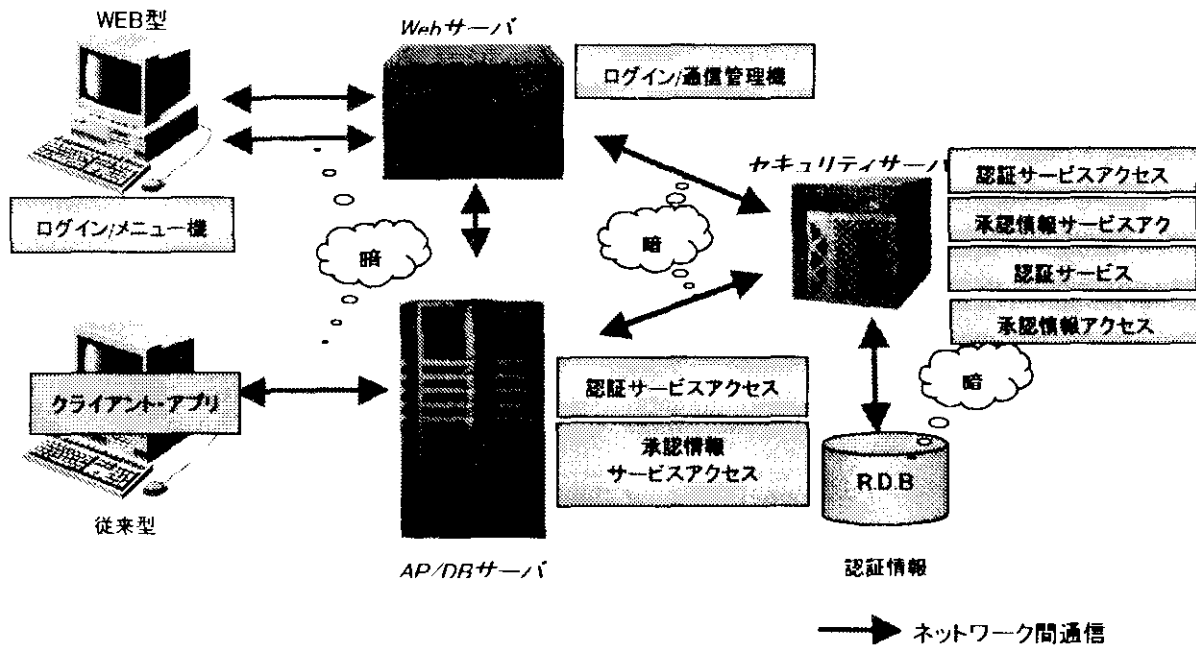 WEB型
Webサーバ
ログイン/通信管理機
セキュリティサーバ
認証サービスアクセス
承認情報サービスアク
認証サービス
承認情報アクセス
ログイン/メニュー機
暗
暗
暗
クライアント・アプリ
従来型
認証サービスアクセス
承認情報
サービスアクセス
AP/DBサーバ
R.D.B
認証情報
ネットワーク間通信